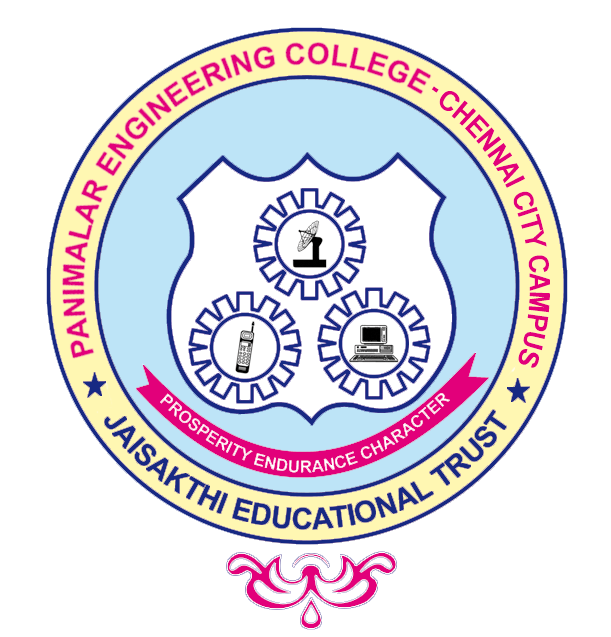 PANIMALAR ENGINEERING COLLEGE - CHENNAI CITY CAMPUS
PROSPERITY ENDURANCE CHARACTER
JAISAKTHI EDUCATIONAL TRUST